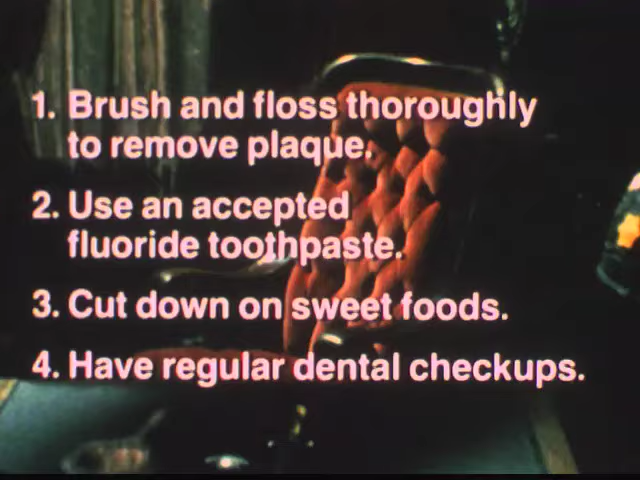 1. Brush and floss thoroughly
to remove plaque.
2. Use an accepted
fluoride toothpaste.
3. Cut down on sweet foods.
4. Have regular dental checkups.